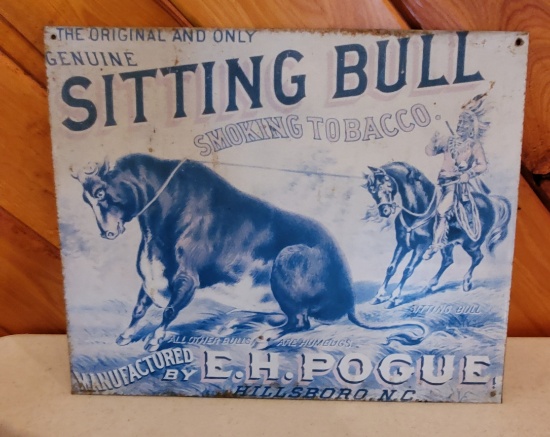 THE ORIGINAL AND ONLY
GENUINE
SITTING BULL
SMOKING TOBACCO.
SITTING BULL
ALL OTHER BULLS ARE HUMBUGS
MANUFACTURED
BY
E.H. POGUE
HILLSBORO, N.C.